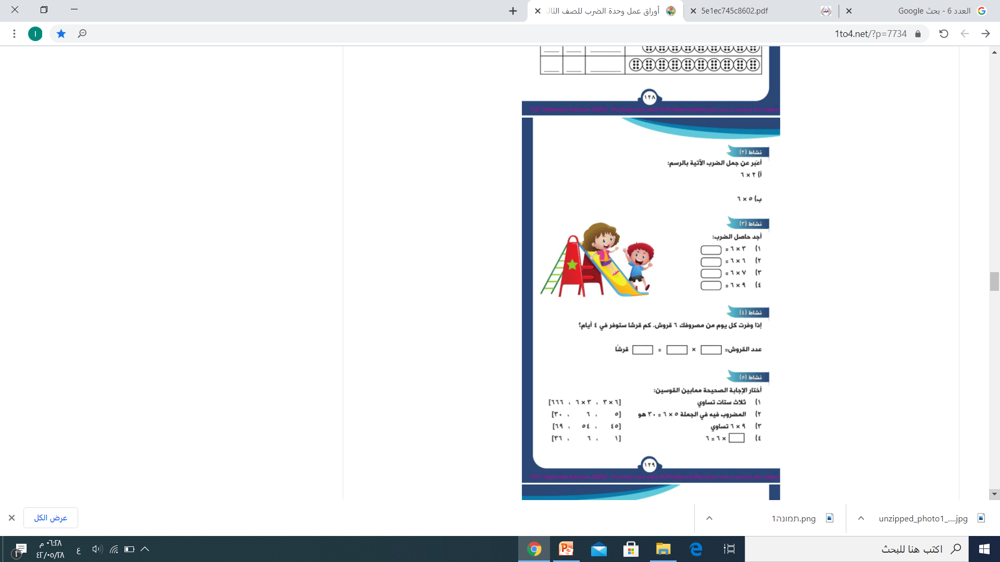 العدد 6 - بحث Google
5e1ec745c8602.pdf
أوراق عمل وحدة الضرب للصف الثال
1to4.net/?p=7734
I
١٢٨
نشاط (٢)
أعبّر عن جمل الضرب الآتية بالرسم:
أ) ٢ × ٦
ب) ٥ × ٦
نشاط (٣)
أجد حاصل الضرب:
١) ٣ × ٦ =
٢) ٦ × ٦ =
٣) ٧ × ٦ =
٤) ٩ × ٦ =
نشاط (٤)
إذا وفرت كل يوم من مصروفك ٦ قروش. كم قرشا ستوفر في ٤ أيام؟
عدد القروش= × = قرشًا
نشاط (٥)
أختار الإجابة الصحيحة ممابين القوسين:
١) ثلاث ستات تساوي [٦ × ٣ ، ٣ × ٦ ، ٦٦٦]
٢) المضروب فيه في الجملة ٥ × ٦ = ٣٠ هو [٥ ، ٦ ، ٣٠]
٣) ٩ × ٦ تساوي [٤٥ ، ٥٤ ، ٦٩]
٤) × ٦ = ٦ [١ ، ٦ ، ٣٦]
١٢٩
unzipped_photo1_....jpg
תמונה1.png
عرض الكل
اكتب هنا للبحث
ع
٠٦:٢٨ م
٤٢/٠٥/٢٨
١